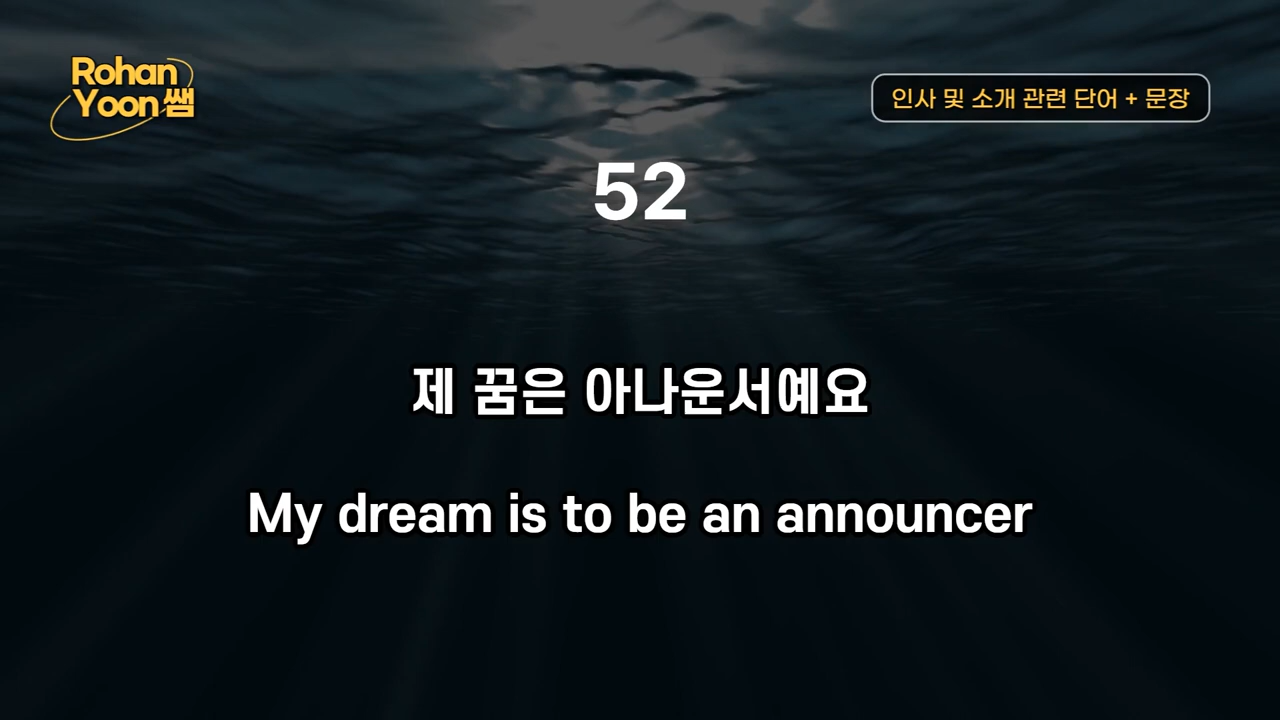 Rohan
Yoon쌤
인사 및 소개 관련 단어 + 문장
52
제 꿈은 아나운서예요
My dream is to be an announcer